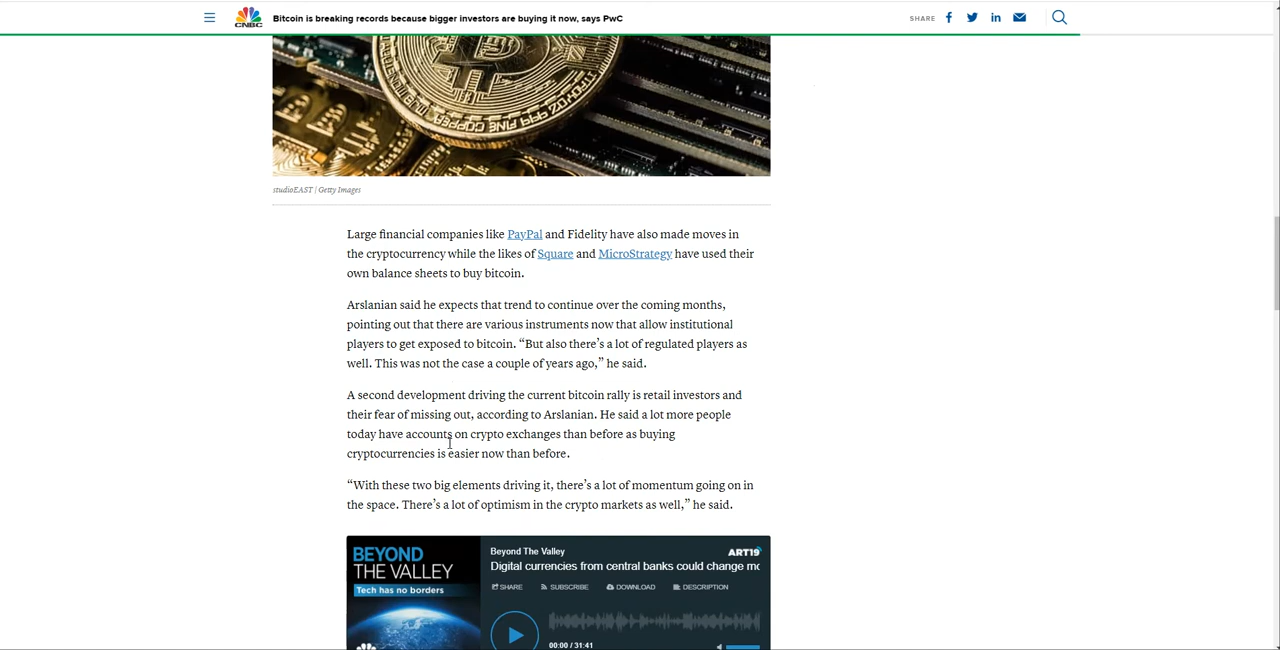 CNBC
Bitcoin is breaking records because bigger investors are buying it now, says PwC
SHARE
studioEAST | Getty Images
Large financial companies like PayPal and Fidelity have also made moves in
the cryptocurrency while the likes of Square and MicroStrategy have used their
own balance sheets to buy bitcoin.
Arslanian said he expects that trend to continue over the coming months,
pointing out that there are various instruments now that allow institutional
players to get exposed to bitcoin. “But also there’s a lot of regulated players as
well. This was not the case a couple of years ago,” he said.
A second development driving the current bitcoin rally is retail investors and
their fear of missing out, according to Arslanian. He said a lot more people
today have accounts on crypto exchanges than before as buying
cryptocurrencies is easier now than before.
“With these two big elements driving it, there’s a lot of momentum going on in
the space. There’s a lot of optimism in the crypto markets as well,” he said.
BEYOND
THE VALLEY
Tech has no borders
Beyond The Valley
ART19
Digital currencies from central banks could change mo
SHARE SUBSCRIBE DOWNLOAD DESCRIPTION
00:00 / 31:41